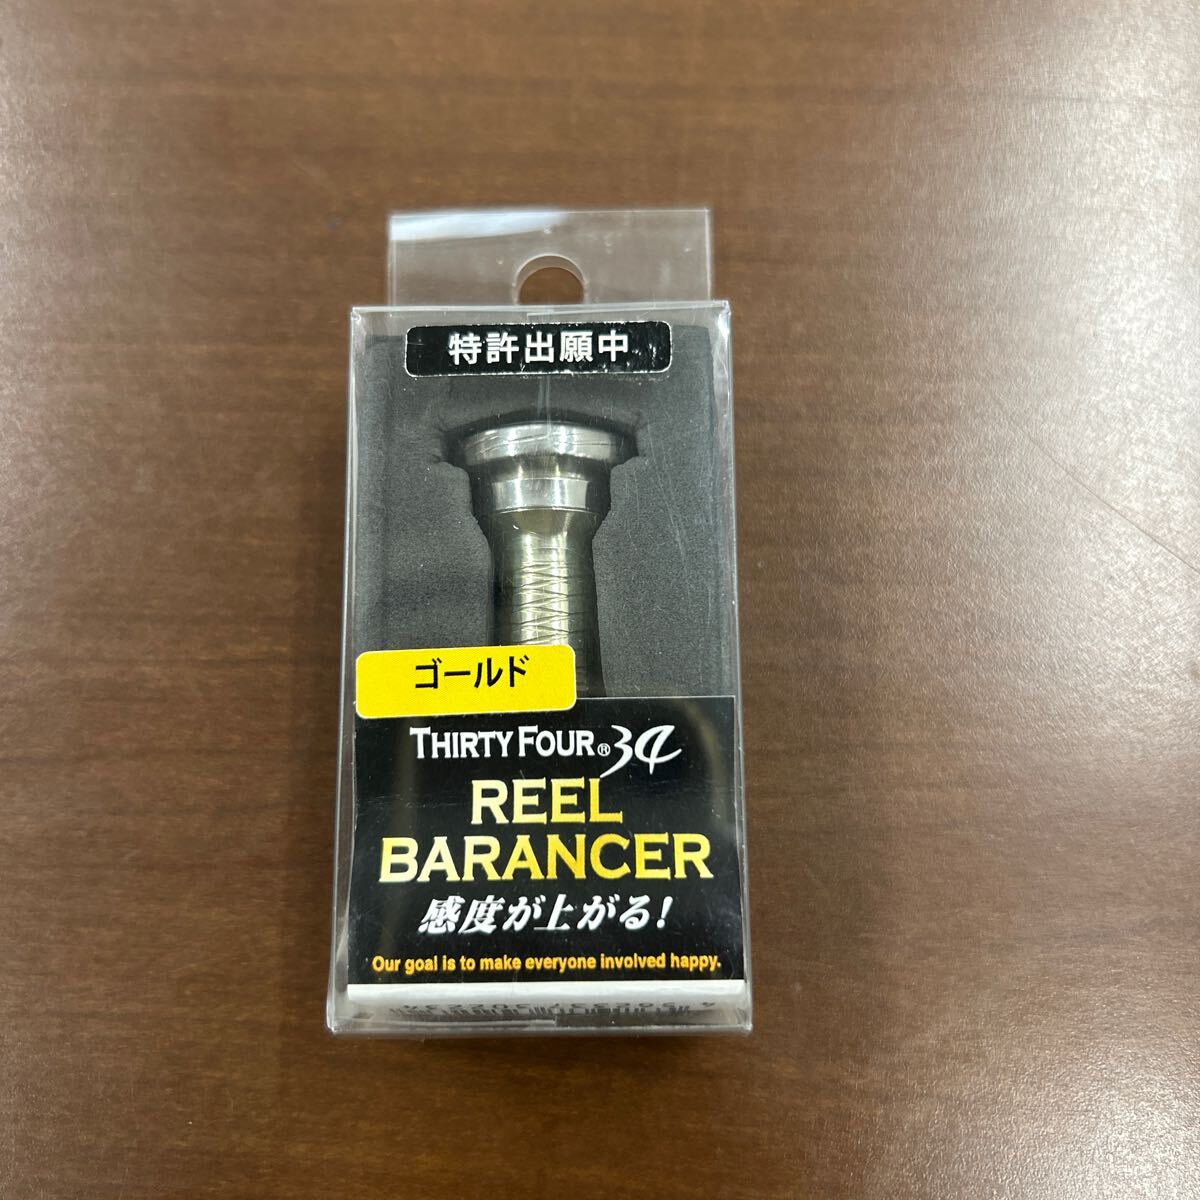 特許出願中
ゴールド
THIRTY FOUR® 34
REEL
BARANCER
感度が上がる!
Our goal is to make everyone involved happy.